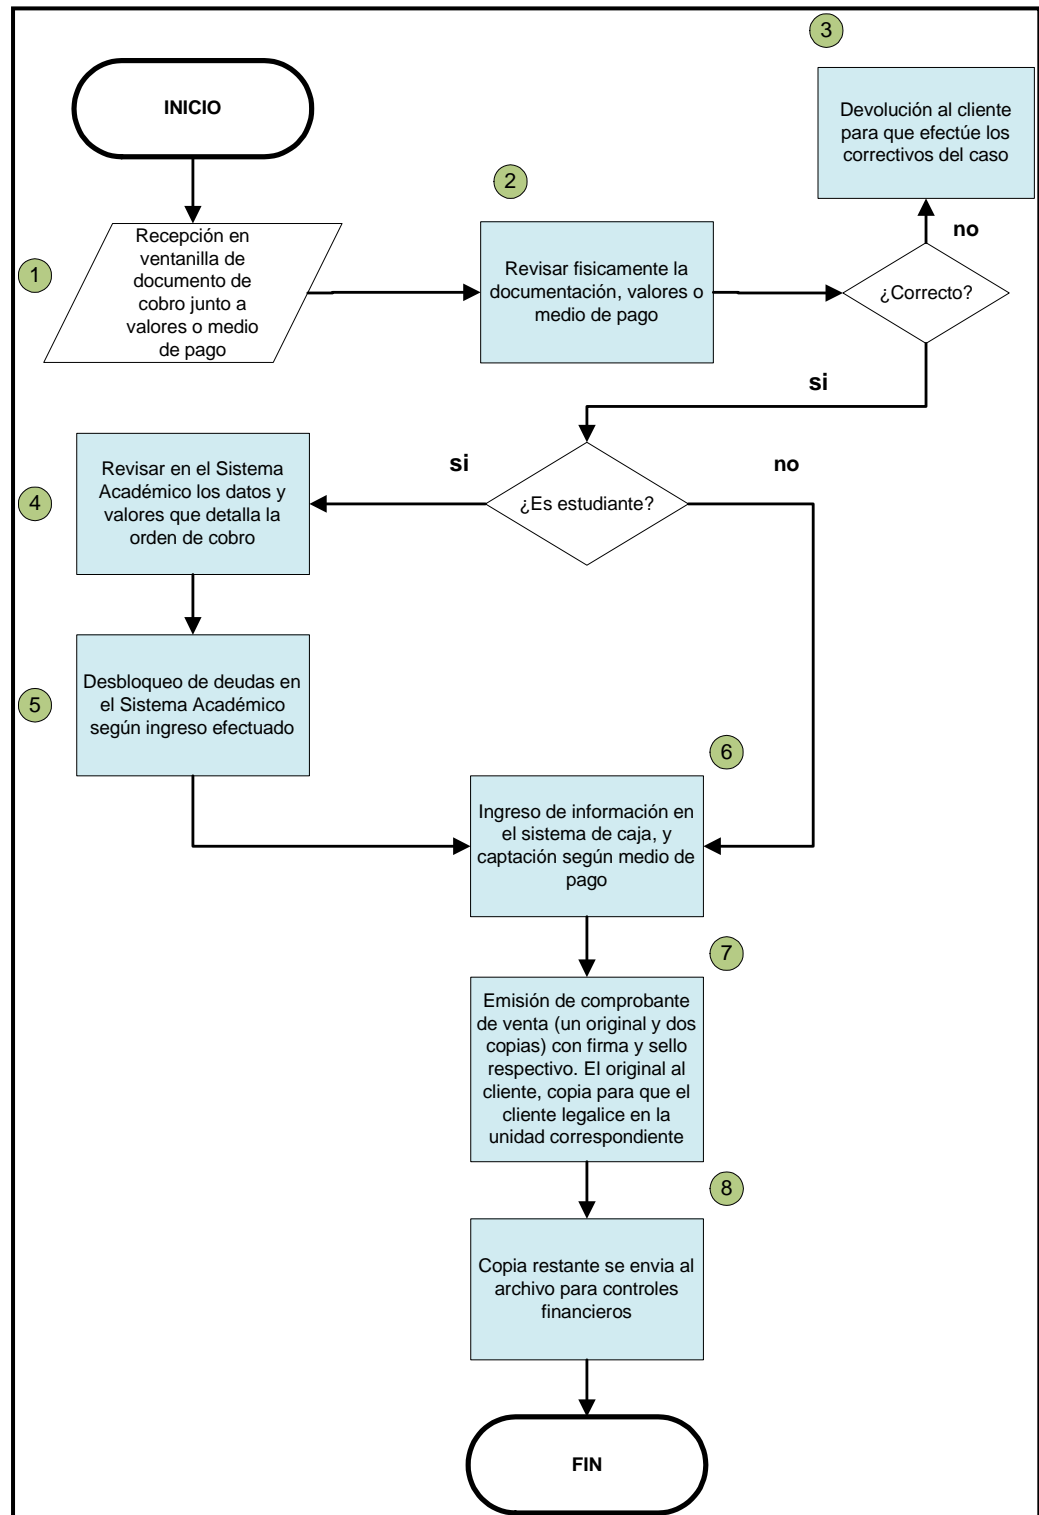 3
INICIO
Devolución al cliente
para que efectúe los
correctivos del caso
2
no
1
Recepción en
ventanilla de
documento de
cobro junto a
valores o medio
de pago
Revisar fisicamente la
documentación, valores o
medio de pago
¿Correcto?
si
si
no
4
Revisar en el Sistema
Académico los datos y
valores que detalla la
orden de cobro
¿Es estudiante?
5
Desbloqueo de deudas en
el Sistema Académico
según ingreso efectuado
6
Ingreso de información en
el sistema de caja, y
captación según medio de
pago
7
Emisión de comprobante
de venta (un original y dos
copias) con firma y sello
respectivo. El original al
cliente, copia para que el
cliente legalice en la
unidad correspondiente
8
Copia restante se envia al
archivo para controles
financieros
FIN